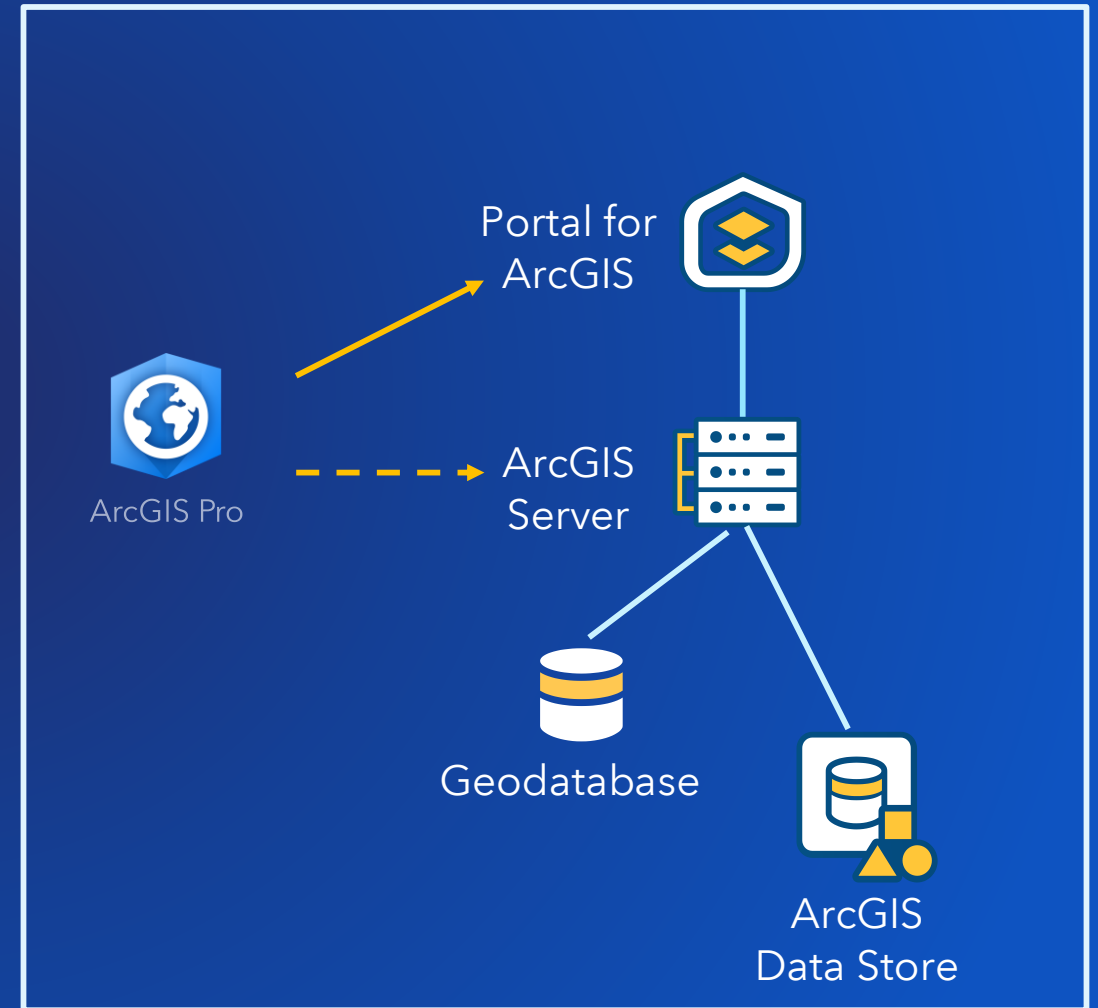 Portal for
ArcGIS
ArcGIS Pro
ArcGIS
Server
Geodatabase
ArcGIS
Data Store